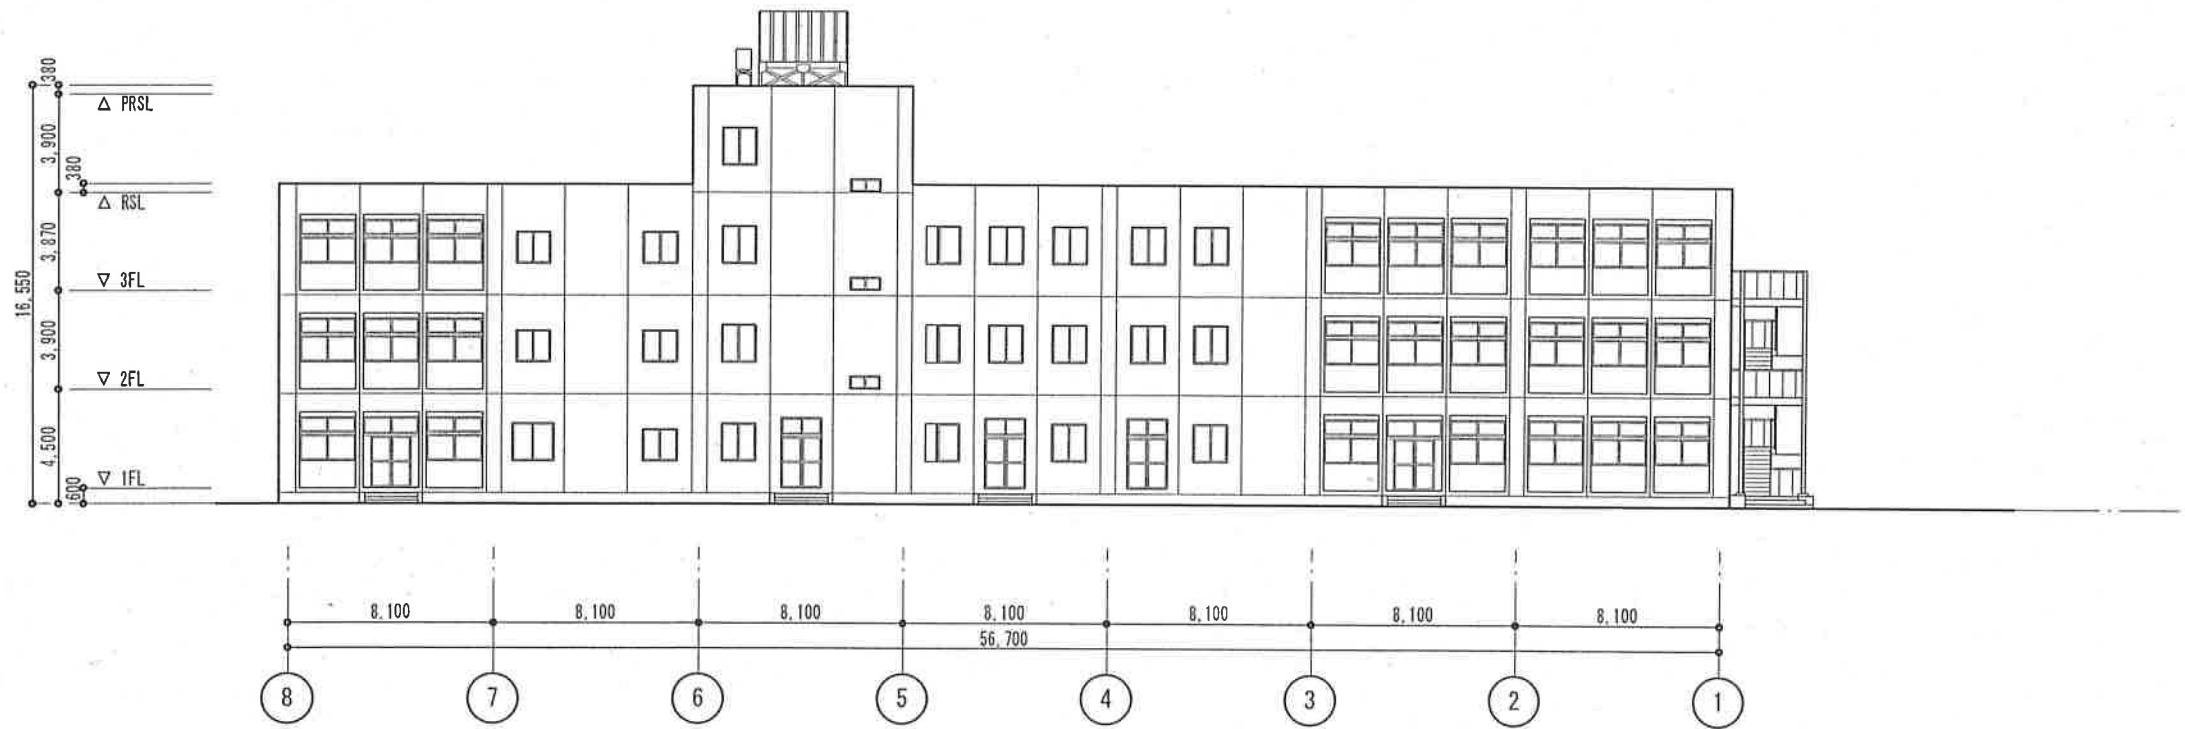 380
△ PRSL
3,900
380
△ RSL
3,870
▽ 3FL
16,550
3,900
▽ 2FL
4,500
▽ 1FL
600
8,100 8,100 8,100 8,100 8,100 8,100 8,100
56,700
8 7 6 5 4 3 2 1